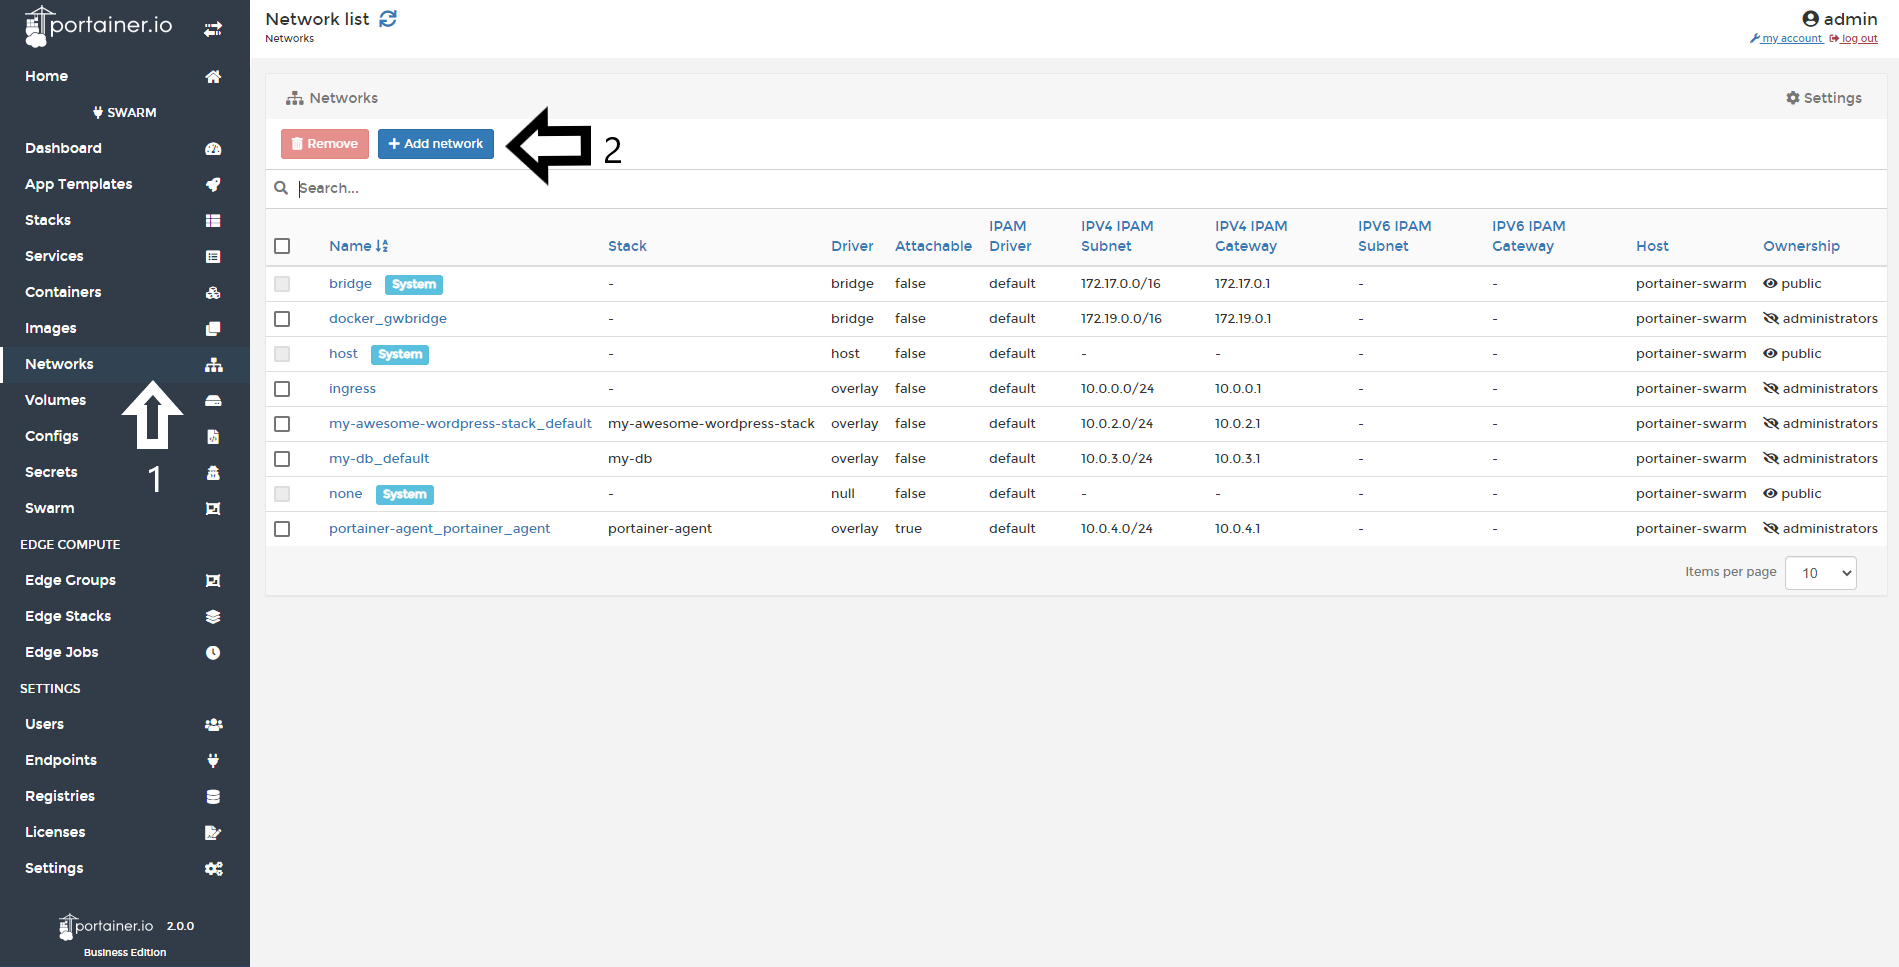 portainer.io
Home
SWARM
Dashboard
App Templates
Stacks
Services
Containers
Images
Networks
Volumes
Configs
1
Secrets
Swarm
EDGE COMPUTE
Edge Groups
Edge Stacks
Edge Jobs
SETTINGS
Users
Endpoints
Registries
Licenses
Settings
portainer.io 2.0.0
Business Edition
Network list
Networks
admin
my account log out
Networks Settings
Remove + Add network 2
Search...
Name Stack Driver Attachable IPAM Driver IPV4 IPAM Subnet IPV4 IPAM Gateway IPV6 IPAM Subnet IPV6 IPAM Gateway Host Ownership
bridge System - bridge false default 172.17.0.0/16 172.17.0.1 - - portainer-swarm public
docker_gwbridge - bridge false default 172.19.0.0/16 172.19.0.1 - - portainer-swarm administrators
host System - host false default - - - - portainer-swarm public
ingress - overlay false default 10.0.0.0/24 10.0.0.1 - - portainer-swarm administrators
my-awesome-wordpress-stack_default my-awesome-wordpress-stack overlay false default 10.0.2.0/24 10.0.2.1 - - portainer-swarm administrators
my-db_default my-db overlay false default 10.0.3.0/24 10.0.3.1 - - portainer-swarm administrators
none System - null false default - - - - portainer-swarm public
portainer-agent_portainer_agent portainer-agent overlay true default 10.0.4.0/24 10.0.4.1 - - portainer-swarm administrators
Items per page 10